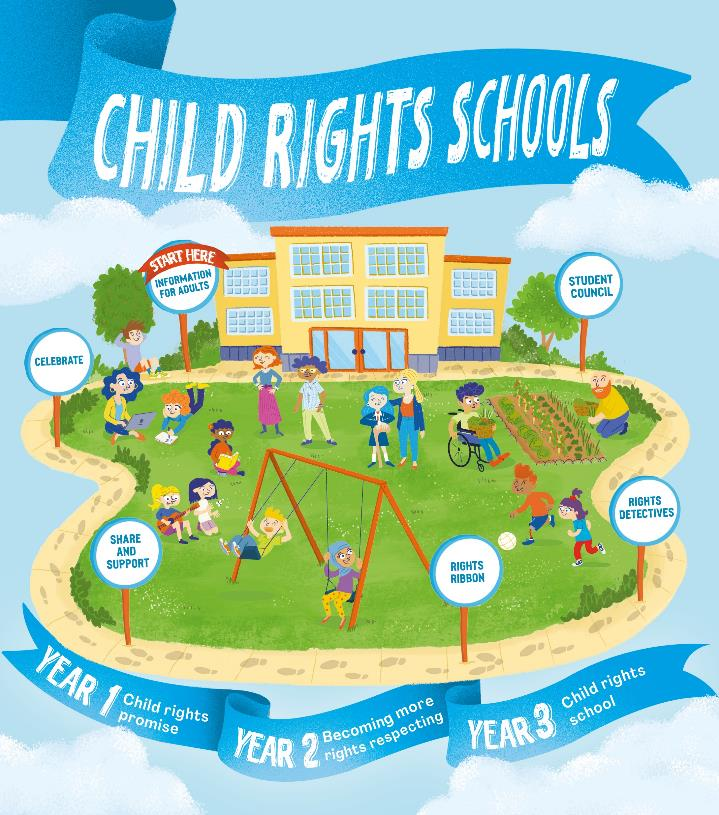 CHILD RIGHTS SCHOOLS
START HERE
INFORMATION
FOR ADULTS
STUDENT
COUNCIL
CELEBRATE
RIGHTS
DETECTIVES
SHARE
AND
SUPPORT
RIGHTS
RIBBON
YEAR 1
Child rights
promise
YEAR 2
Becoming more
rights respecting
YEAR 3
Child rights
school